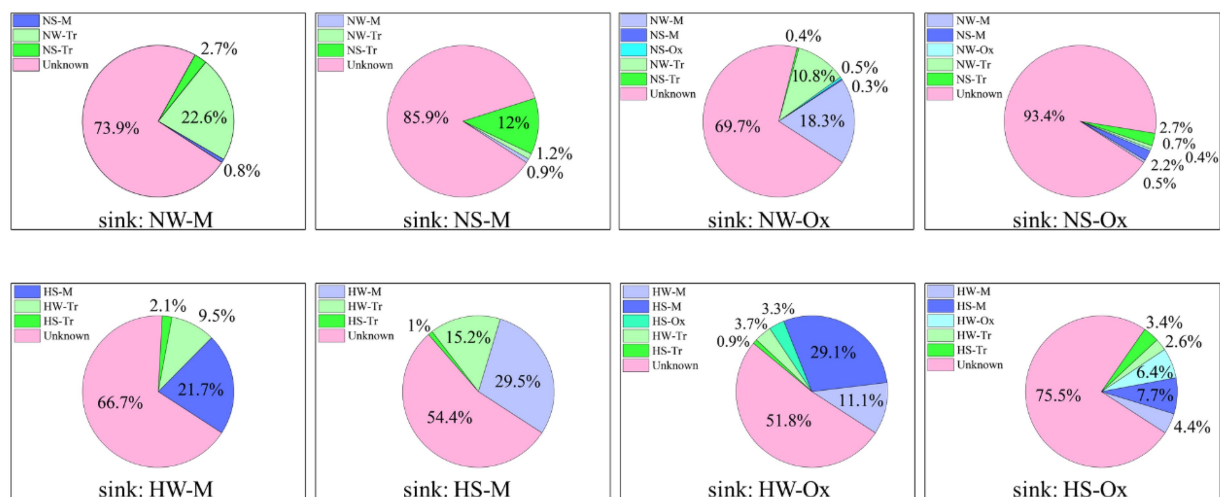 NS-M
NW-Tr
NS-Tr
Unknown
2.7%
22.6%
73.9%
0.8%
sink: NW-M
NW-M
NW-Tr
NS-Tr
Unknown
85.9%
12%
1.2%
0.9%
sink: NS-M
NW-M
NS-M
NS-Ox
NW-Tr
NS-Tr
Unknown
0.4%
10.8%
0.5%
0.3%
18.3%
69.7%
sink: NW-Ox
NW-M
NS-M
NW-Ox
NW-Tr
NS-Tr
Unknown
93.4%
2.7%
0.7%
0.4%
2.2%
0.5%
sink: NS-Ox
HS-M
HW-Tr
HS-Tr
Unknown
2.1%
9.5%
21.7%
66.7%
sink: HW-M
HW-M
HW-Tr
HS-Tr
Unknown
1%
15.2%
29.5%
54.4%
sink: HS-M
HW-M
HS-M
HS-Ox
HW-Tr
HS-Tr
Unknown
3.3%
3.7%
0.9%
29.1%
11.1%
51.8%
sink: HW-Ox
HW-M
HS-M
HW-Ox
HW-Tr
HS-Tr
Unknown
3.4%
2.6%
6.4%
7.7%
75.5%
4.4%
sink: HS-Ox